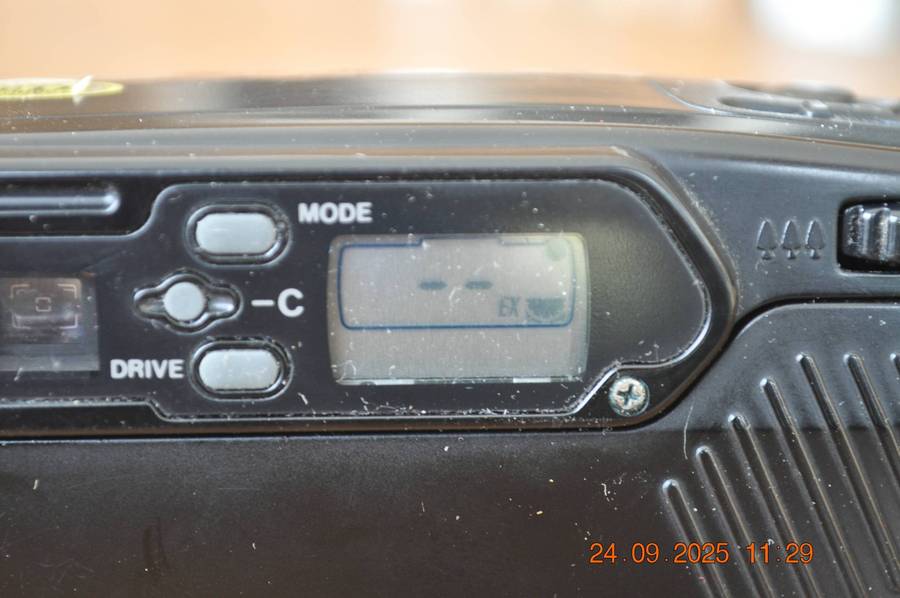 MODE
-C
-- EX
DRIVE
24.09.2025 11:29